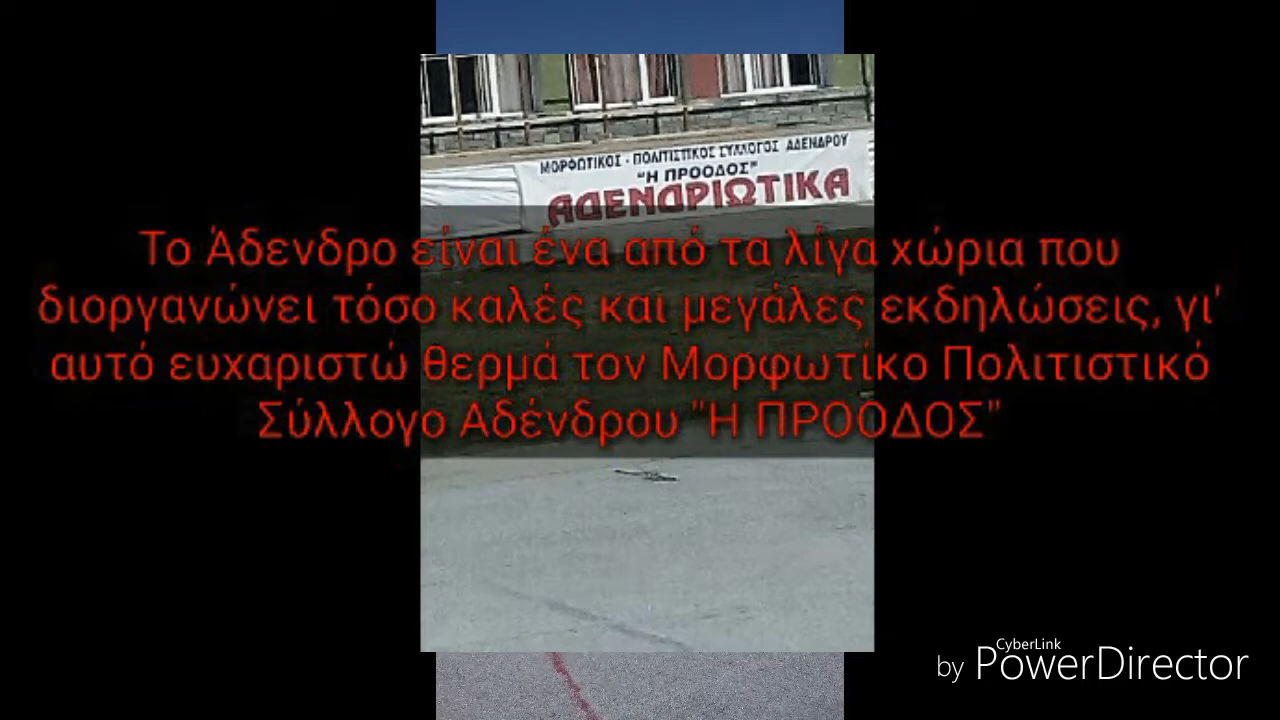 ΜΟΡΦΩΤΙΚΟΣ - ΠΟΛΙΤΙΣΤΙΚΟΣ ΣΥΛΛΟΓΟΣ ΑΔΕΝΔΡΟΥ
"Η ΠΡΟΟΔΟΣ"
ΑΔΕΝΔΡΙΩΤΙΚΑ
Το Άδενδρο είναι ένα από τα λίγα χώρια που
διοργανώνει τόσο καλές και μεγάλες εκδηλώσεις, γι'
αυτό ευχαριστώ θερμά τον Μορφωτίκο Πολιτιστικό
Σύλλογο Αδένδρου "Η ΠΡΟΟΔΟΣ"
CyberLink
by PowerDirector